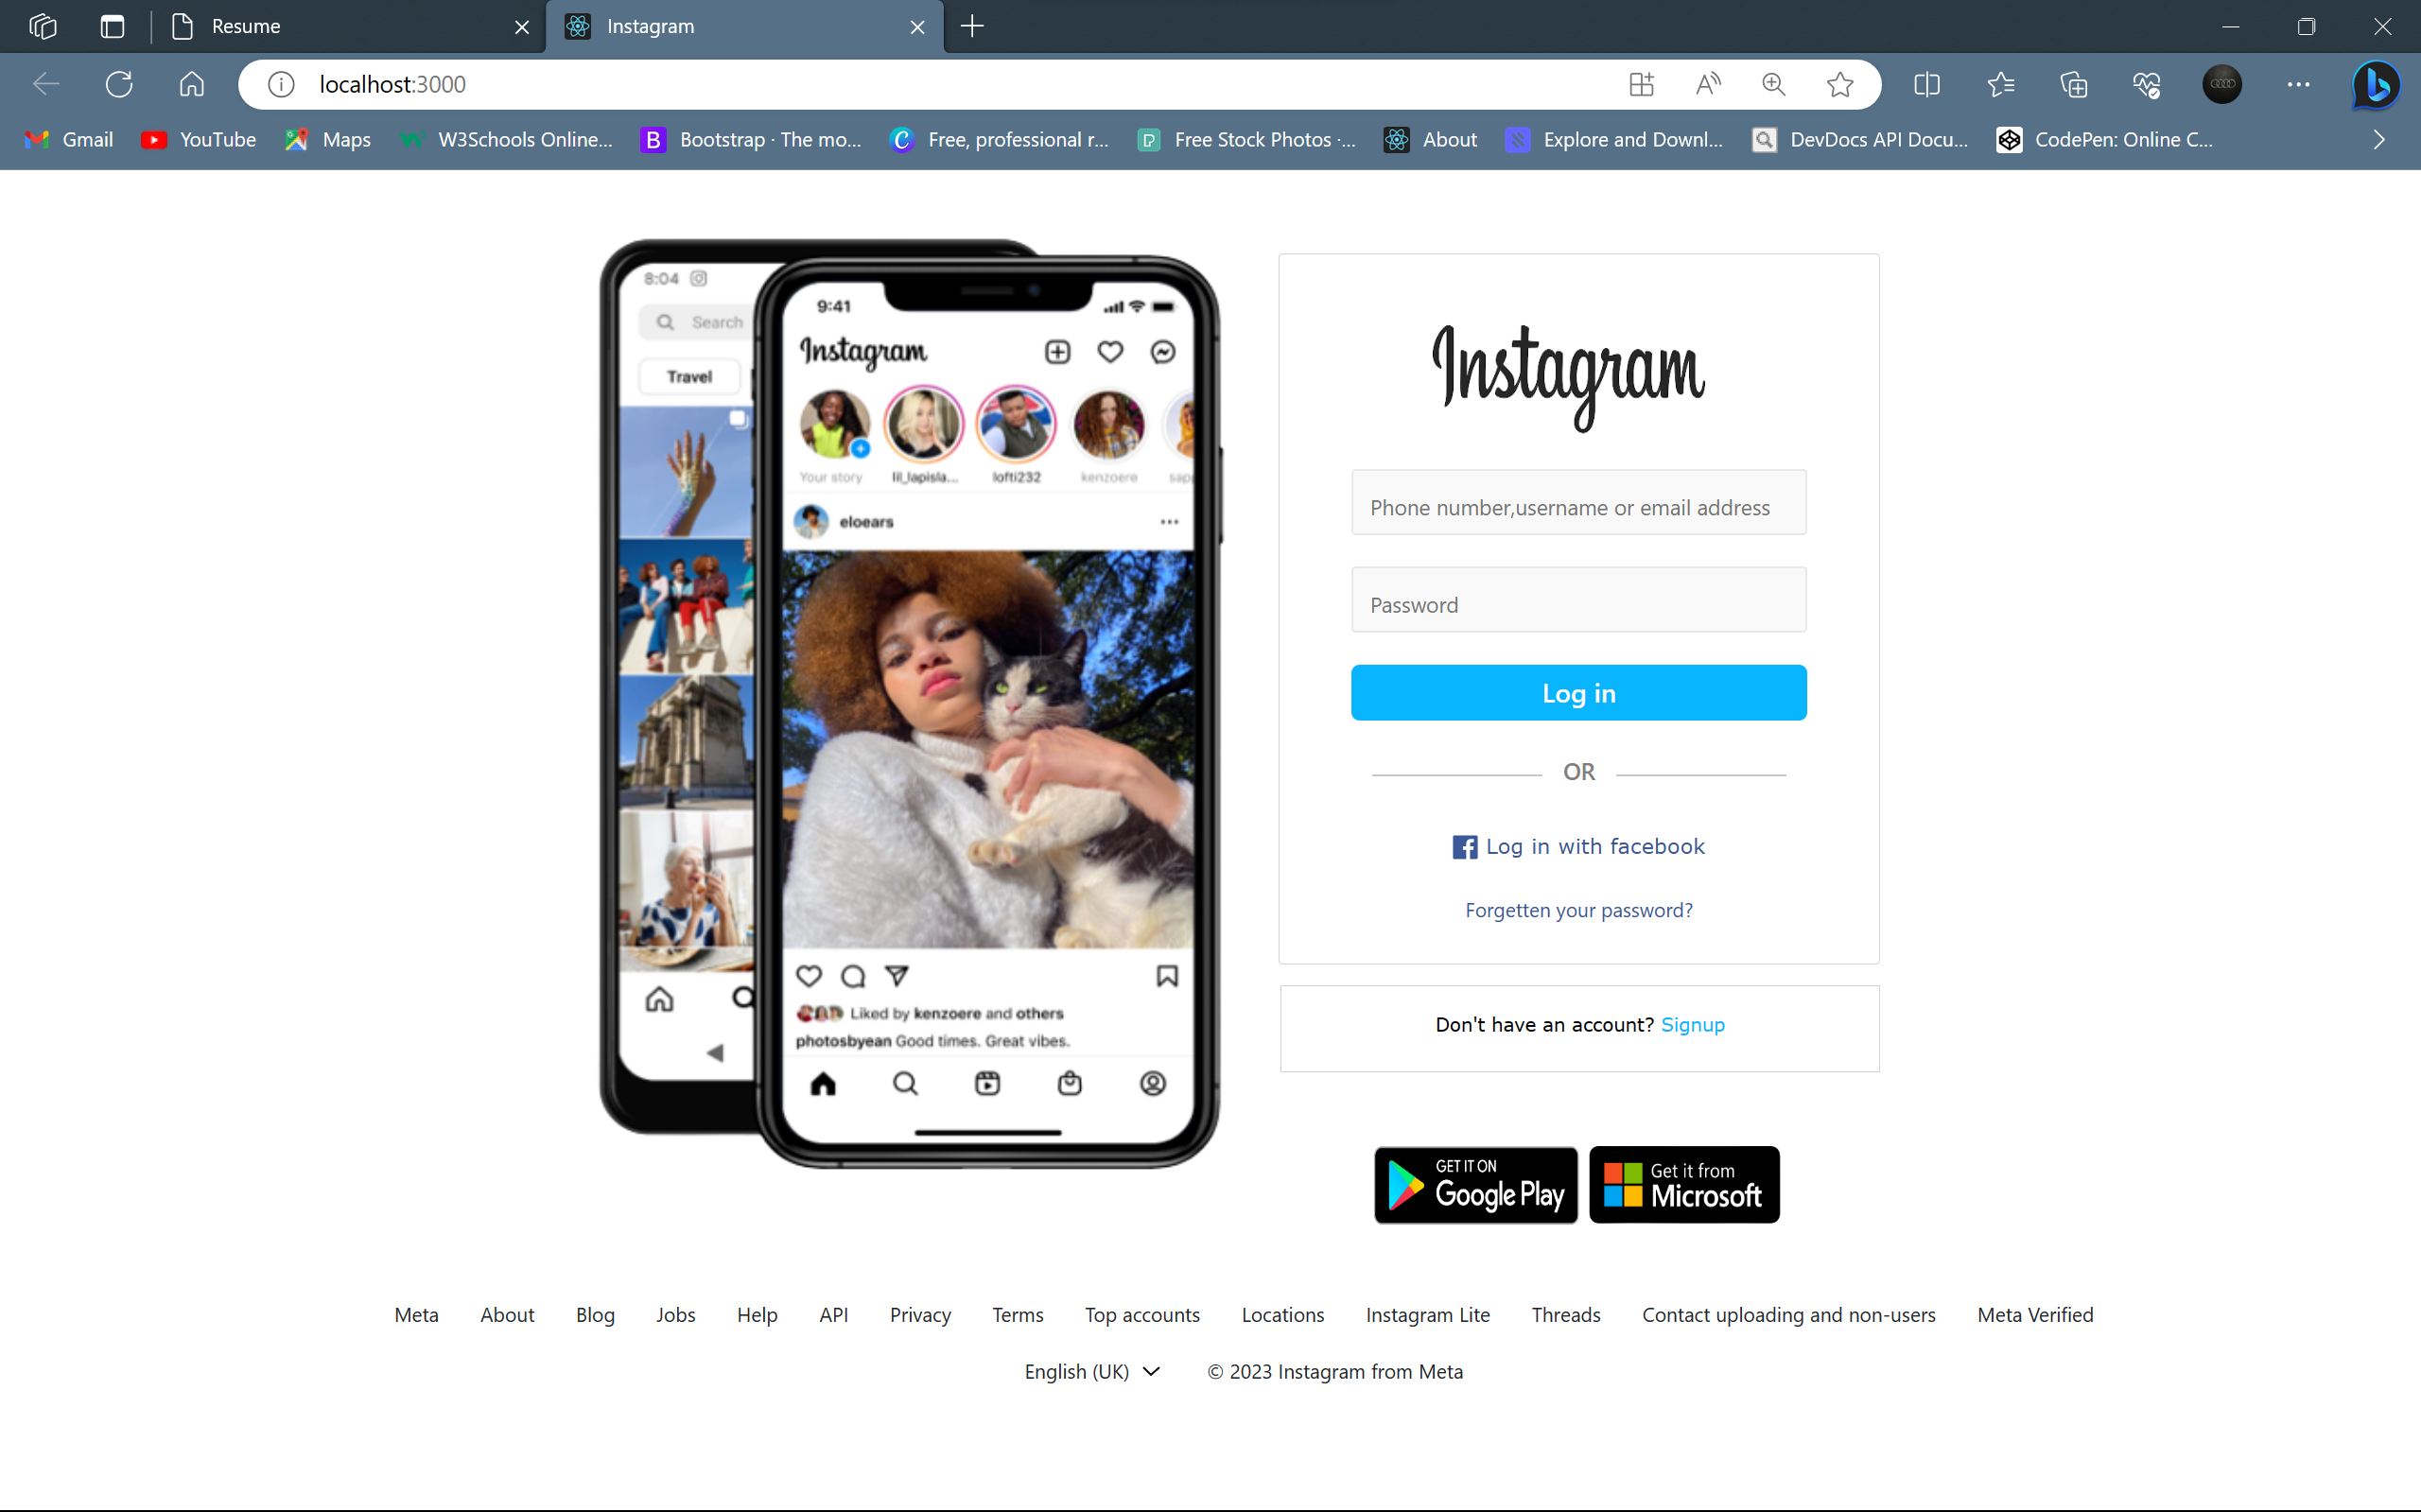 Resume
Instagram
localhost:3000
Gmail YouTube Maps W3Schools Online... Bootstrap · The mo... Free, professional r... Free Stock Photos ·... About Explore and Downl... DevDocs API Docu... CodePen: Online C...
8:04
Search
Travel
9:41
Instagram
Your story lil_lapisla... lofti232 kenzoere sap
eloears
Liked by kenzoere and others
photosbyean Good times. Great vibes.
Instagram
Phone number,username or email address
Password
Log in
OR
Log in with facebook
Forgetten your password?
Don't have an account? Signup
GET IT ON
Google Play
Get it from
Microsoft
Meta About Blog Jobs Help API Privacy Terms Top accounts Locations Instagram Lite Threads Contact uploading and non-users Meta Verified
English (UK) © 2023 Instagram from Meta